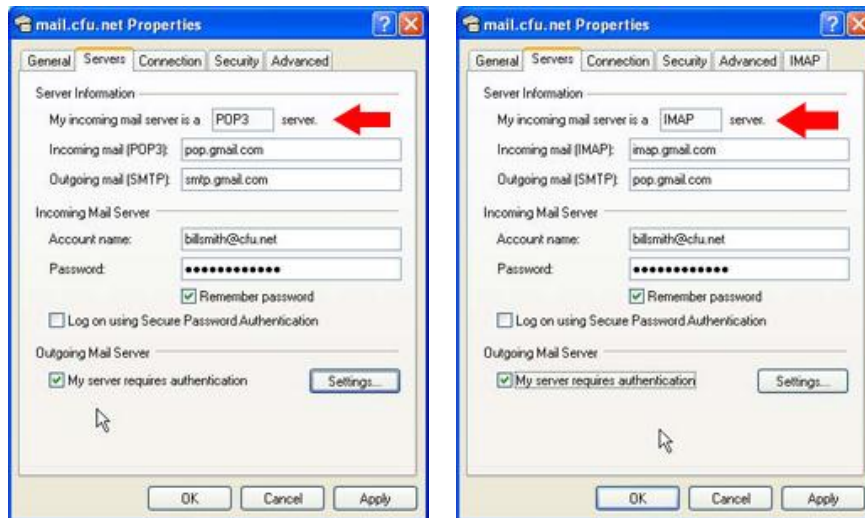 mail.cfu.net Properties
General Servers Connection Security Advanced
Server Information
My incoming mail server is a POP3 server.
Incoming mail (POP3): pop.gmail.com
Outgoing mail (SMTP): smtp.gmail.com
Incoming Mail Server
Account name: billsmith@cfu.net
Password: ●●●●●●●●●●●●
Remember password
Log on using Secure Password Authentication
Outgoing Mail Server
My server requires authentication Settings...
OK Cancel Apply
mail.cfu.net Properties
General Servers Connection Security Advanced IMAP
Server Information
My incoming mail server is a IMAP server.
Incoming mail (IMAP): imap.gmail.com
Outgoing mail (SMTP): pop.gmail.com
Incoming Mail Server
Account name: billsmith@cfu.net
Password: ●●●●●●●●●●●●
Remember password
Log on using Secure Password Authentication
Outgoing Mail Server
My server requires authentication Settings...
OK Cancel Apply